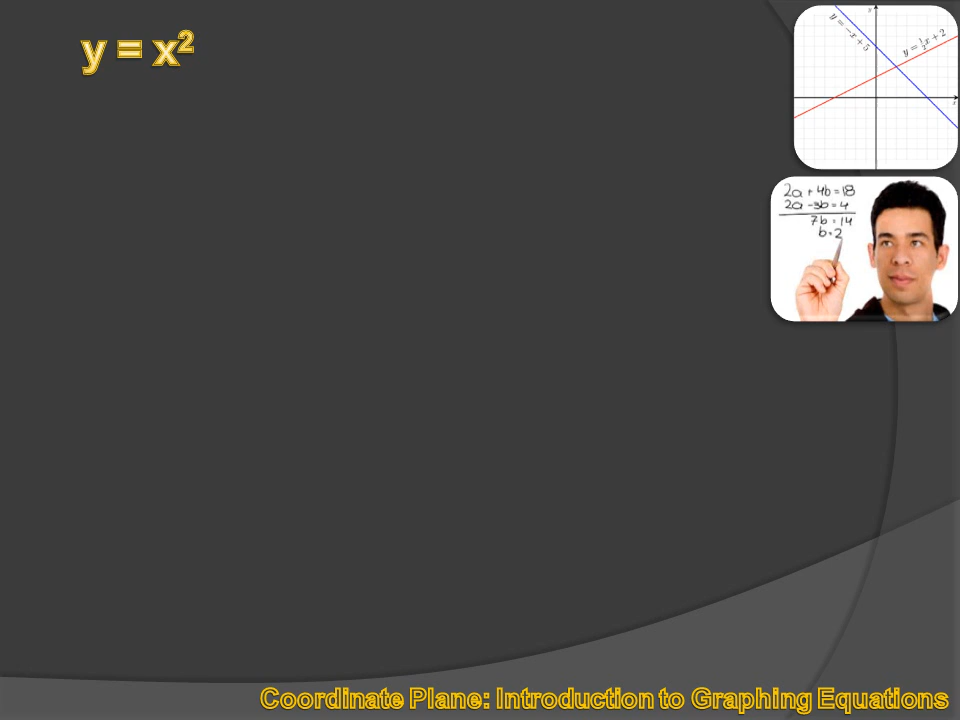 y = x²
y
y = -x + 5
y = ½x + 2
x
2a + 4b = 18
2a - 3b = 4
7b = 14
b = 2
Coordinate Plane: Introduction to Graphing Equations